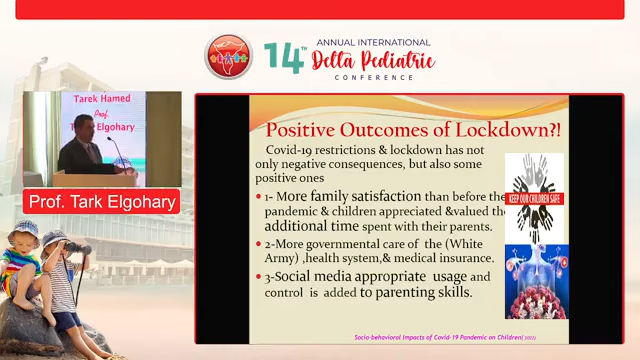 14TH
ANNUAL INTERNATIONAL
Delta Pediatric
CONFERENCE
Tarek Hamed
Prof.
Elgohary
Prof. Tark Elgohary
Positive Outcomes of Lockdown?!
Covid-19 restrictions & lockdown has not
only negative consequences, but also some
positive ones
• 1- More family satisfaction than before the
pandemic & children appreciated &valued the
additional time spent with their parents.
• 2-More governmental care of the (White
Army) ,health system,& medical insurance.
• 3-Social media appropriate usage and
control is added to parenting skills.
KEEP OUR CHILDREN SAFE
Socio-behavioral Impacts of Covid-19 Pandemic on Children(2022)